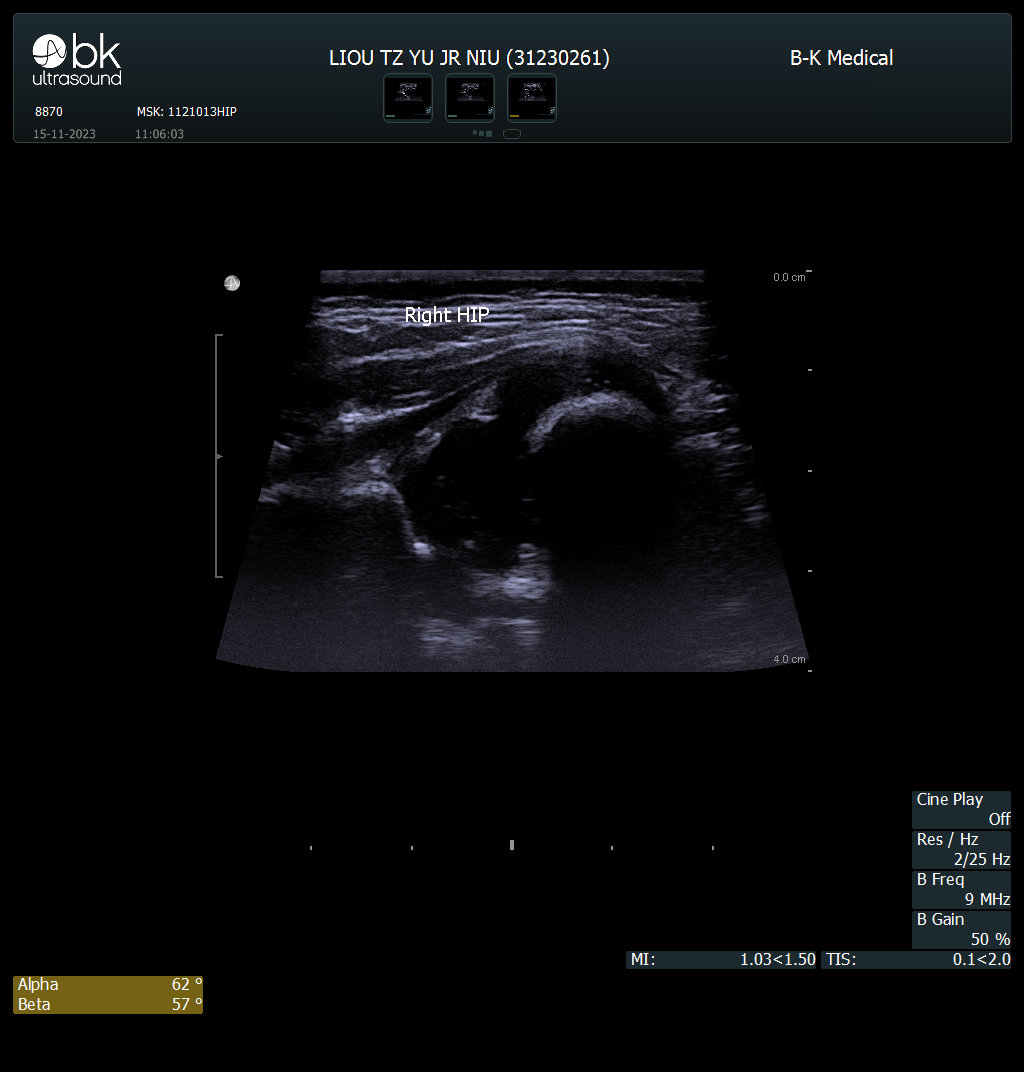 bk
ultrasound
LIOU TZ YU JR NIU (31230261)
B-K Medical
8870 MSK: 1121013HIP
15-11-2023 11:06:03
0.0 cm
Right HIP
4.0 cm
Cine Play
Off
Res / Hz
2/25 Hz
B Freq
9 MHz
B Gain
50 %
MI: 1.03<1.50 TIS: 0.1<2.0
Alpha 62 °
Beta 57 °